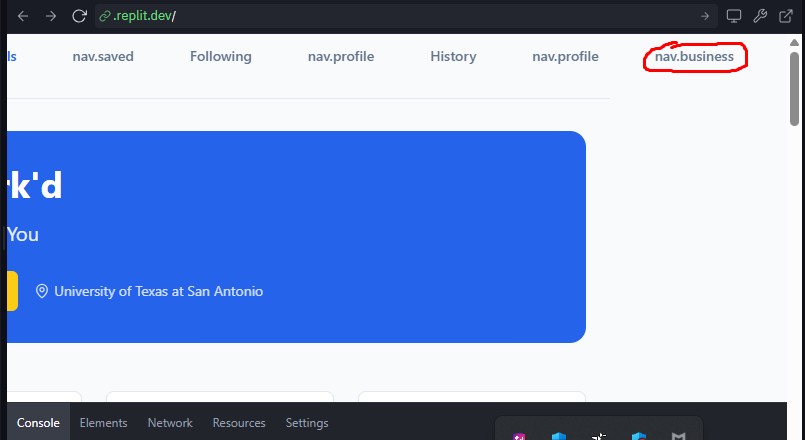 .replit.dev/
ls nav.saved Following nav.profile History nav.profile nav.business
rk'd
You
University of Texas at San Antonio
Console Elements Network Resources Settings